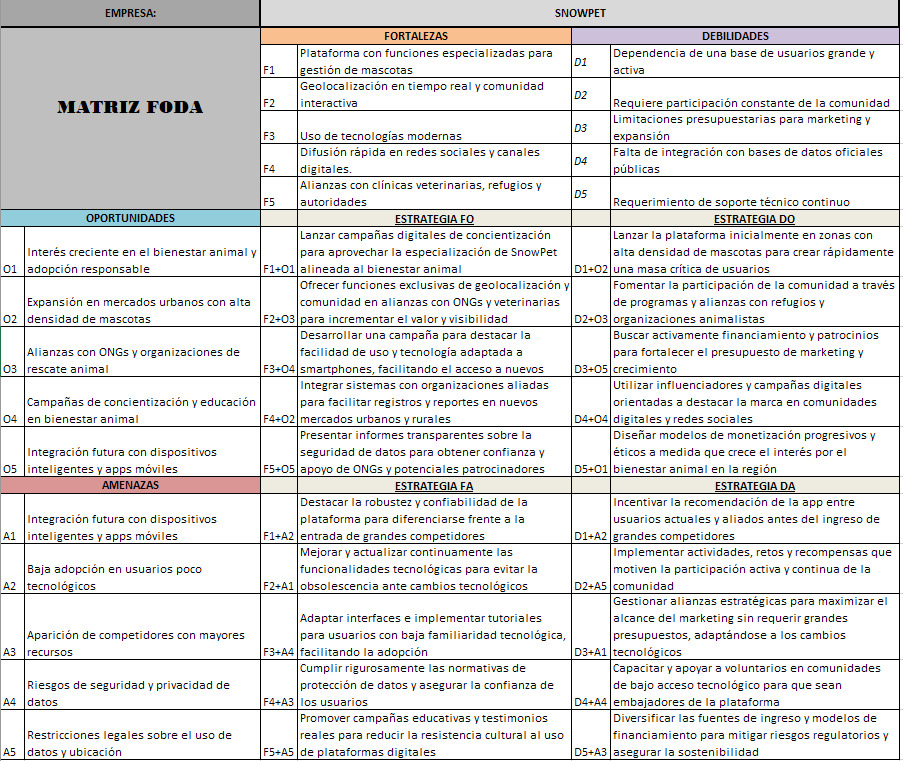 EMPRESA:
SNOWPET
MATRIZ FODA
FORTALEZAS
DEBILIDADES
F1
Plataforma con funciones especializadas para
gestión de mascotas
D1
Dependencia de una base de usuarios grande y
activa
F2
Geolocalización en tiempo real y comunidad
interactiva
D2
Requiere participación constante de la comunidad
F3
Uso de tecnologías modernas
D3
Limitaciones presupuestarias para marketing y
expansión
F4
Difusión rápida en redes sociales y canales
digitales.
D4
Falta de integración con bases de datos oficiales
públicas
F5
Alianzas con clínicas veterinarias, refugios y
autoridades
D5
Requerimiento de soporte técnico continuo
OPORTUNIDADES
ESTRATEGIA FO
ESTRATEGIA DO
O1
Interés creciente en el bienestar animal y
adopción responsable
F1+O1
Lanzar campañas digitales de concientización
para aprovechar la especialización de SnowPet
alineada al bienestar animal
D1+O2
Lanzar la plataforma inicialmente en zonas con
alta densidad de mascotas para crear rápidamente
una masa crítica de usuarios
O2
Expansión en mercados urbanos con alta
densidad de mascotas
F2+O3
Ofrecer funciones exclusivas de geolocalización y
comunidad en alianzas con ONGs y veterinarias
para incrementar el valor y visibilidad
D2+O3
Fomentar la participación de la comunidad a través
de programas y alianzas con refugios y
organizaciones animalistas
O3
Alianzas con ONGs y organizaciones de
rescate animal
F3+O4
Desarrollar una campaña para destacar la
facilidad de uso y tecnología adaptada a
smartphones, facilitando el acceso a nuevos
D3+O5
Buscar activamente financiamiento y patrocinios
para fortalecer el presupuesto de marketing y
crecimiento
O4
Campañas de concientización y educación
en bienestar animal
F4+O2
Integrar sistemas con organizaciones aliadas
para facilitar registros y reportes en nuevos
mercados urbanos y rurales
D4+O4
Utilizar influenciadores y campañas digitales
orientadas a destacar la marca en comunidades
digitales y redes sociales
O5
Integración futura con dispositivos
inteligentes y apps móviles
F5+O5
Presentar informes transparentes sobre la
seguridad de datos para obtener confianza y
apoyo de ONGs y potenciales patrocinadores
D5+O1
Diseñar modelos de monetización progresivos y
éticos a medida que crece el interés por el
bienestar animal en la región
AMENAZAS
ESTRATEGIA FA
ESTRATEGIA DA
A1
Integración futura con dispositivos
inteligentes y apps móviles
F1+A2
Destacar la robustez y confiabilidad de la
plataforma para diferenciarse frente a la
entrada de grandes competidores
D1+A2
Incentivar la recomendación de la app entre
usuarios actuales y aliados antes del ingreso de
grandes competidores
A2
Baja adopción en usuarios poco
tecnológicos
F2+A1
Mejorar y actualizar continuamente las
funcionalidades tecnológicas para evitar la
obsolescencia ante cambios tecnológicos
D2+A5
Implementar actividades, retos y recompensas que
motiven la participación activa y continua de la
comunidad
A3
Aparición de competidores con mayores
recursos
F3+A4
Adaptar interfaces e implementar tutoriales
para usuarios con baja familiaridad tecnológica,
facilitando la adopción
D3+A1
Gestionar alianzas estratégicas para maximizar el
alcance del marketing sin requerir grandes
presupuestos, adaptándose a los cambios
tecnológicos
A4
Riesgos de seguridad y privacidad de
datos
F4+A3
Cumplir rigurosamente las normativas de
protección de datos y asegurar la confianza de
los usuarios
D4+A4
Capacitar y apoyar a voluntarios en comunidades
de bajo acceso tecnológico para que sean
embajadores de la plataforma
A5
Restricciones legales sobre el uso de
datos y ubicación
F5+A5
Promover campañas educativas y testimonios
reales para reducir la resistencia cultural al uso
de plataformas digitales
D5+A3
Diversificar las fuentes de ingreso y modelos de
financiamiento para mitigar riesgos regulatorios y
asegurar la sostenibilidad